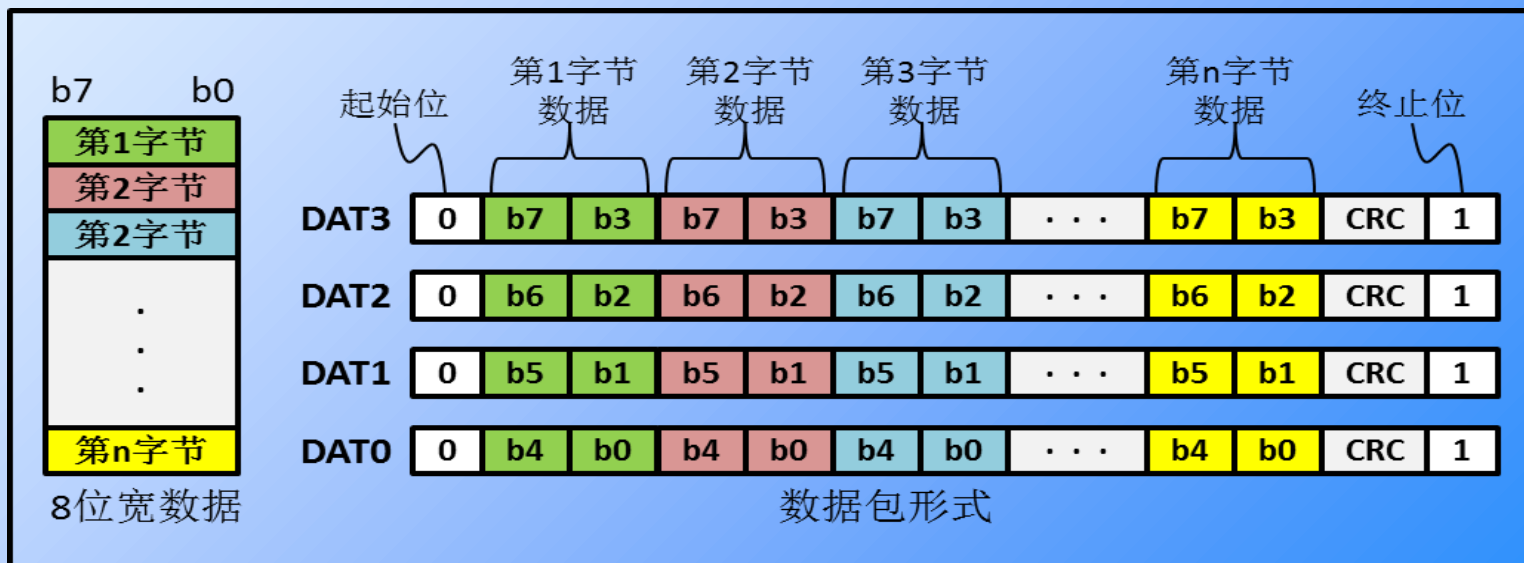 b7 b0
第1字节
第2字节
第2字节
.
.
.
第n字节
8位宽数据
起始位
第1字节
数据
第2字节
数据
第3字节
数据
第n字节
数据
终止位
DAT3 0 b7 b3 b7 b3 b7 b3 · · · b7 b3 CRC 1
DAT2 0 b6 b2 b6 b2 b6 b2 · · · b6 b2 CRC 1
DAT1 0 b5 b1 b5 b1 b5 b1 · · · b5 b1 CRC 1
DAT0 0 b4 b0 b4 b0 b4 b0 · · · b4 b0 CRC 1
数据包形式